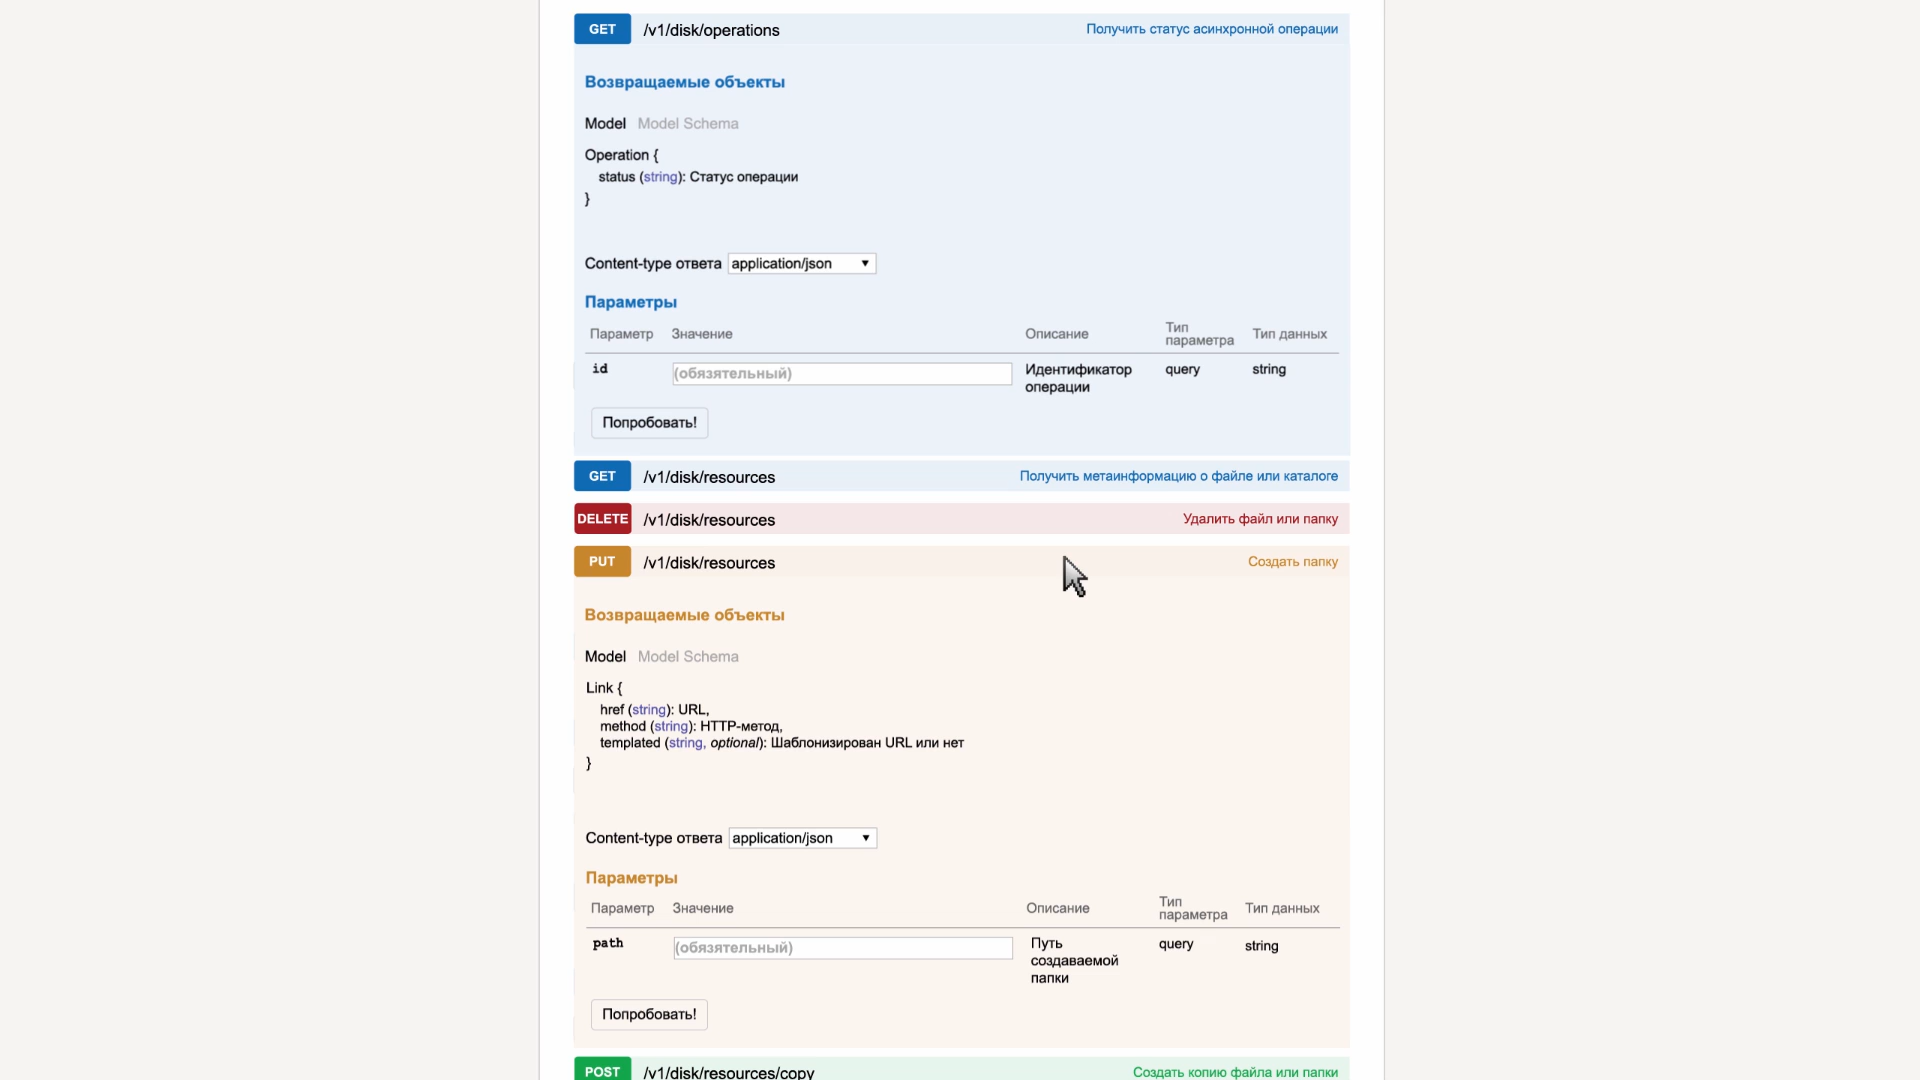 GET /v1/disk/operations Получить статус асинхронной операции
Возвращаемые объекты
Model Model Schema
Operation {
status (string): Статус операции
}
Content-type ответа application/json
Параметры
Параметр Значение Описание Тип параметра Тип данных
id (обязятельный) Идентификатор операции query string
Попробовать!
GET /v1/disk/resources Получить метаинформацию о файле или каталоге
DELETE /v1/disk/resources Удалить файл или папку
PUT /v1/disk/resources Создать папку
Возвращаемые объекты
Model Model Schema
Link {
href (string): URL,
method (string): HTTP-метод,
templated (string, optional): Шаблонизирован URL или нет
}
Content-type ответа application/json
Параметры
Параметр Значение Описание Тип параметра Тип данных
path (обязятельный) Путь создаваемой папки query string
Попробовать!
POST /v1/disk/resources/copy Создать копию файла или папки